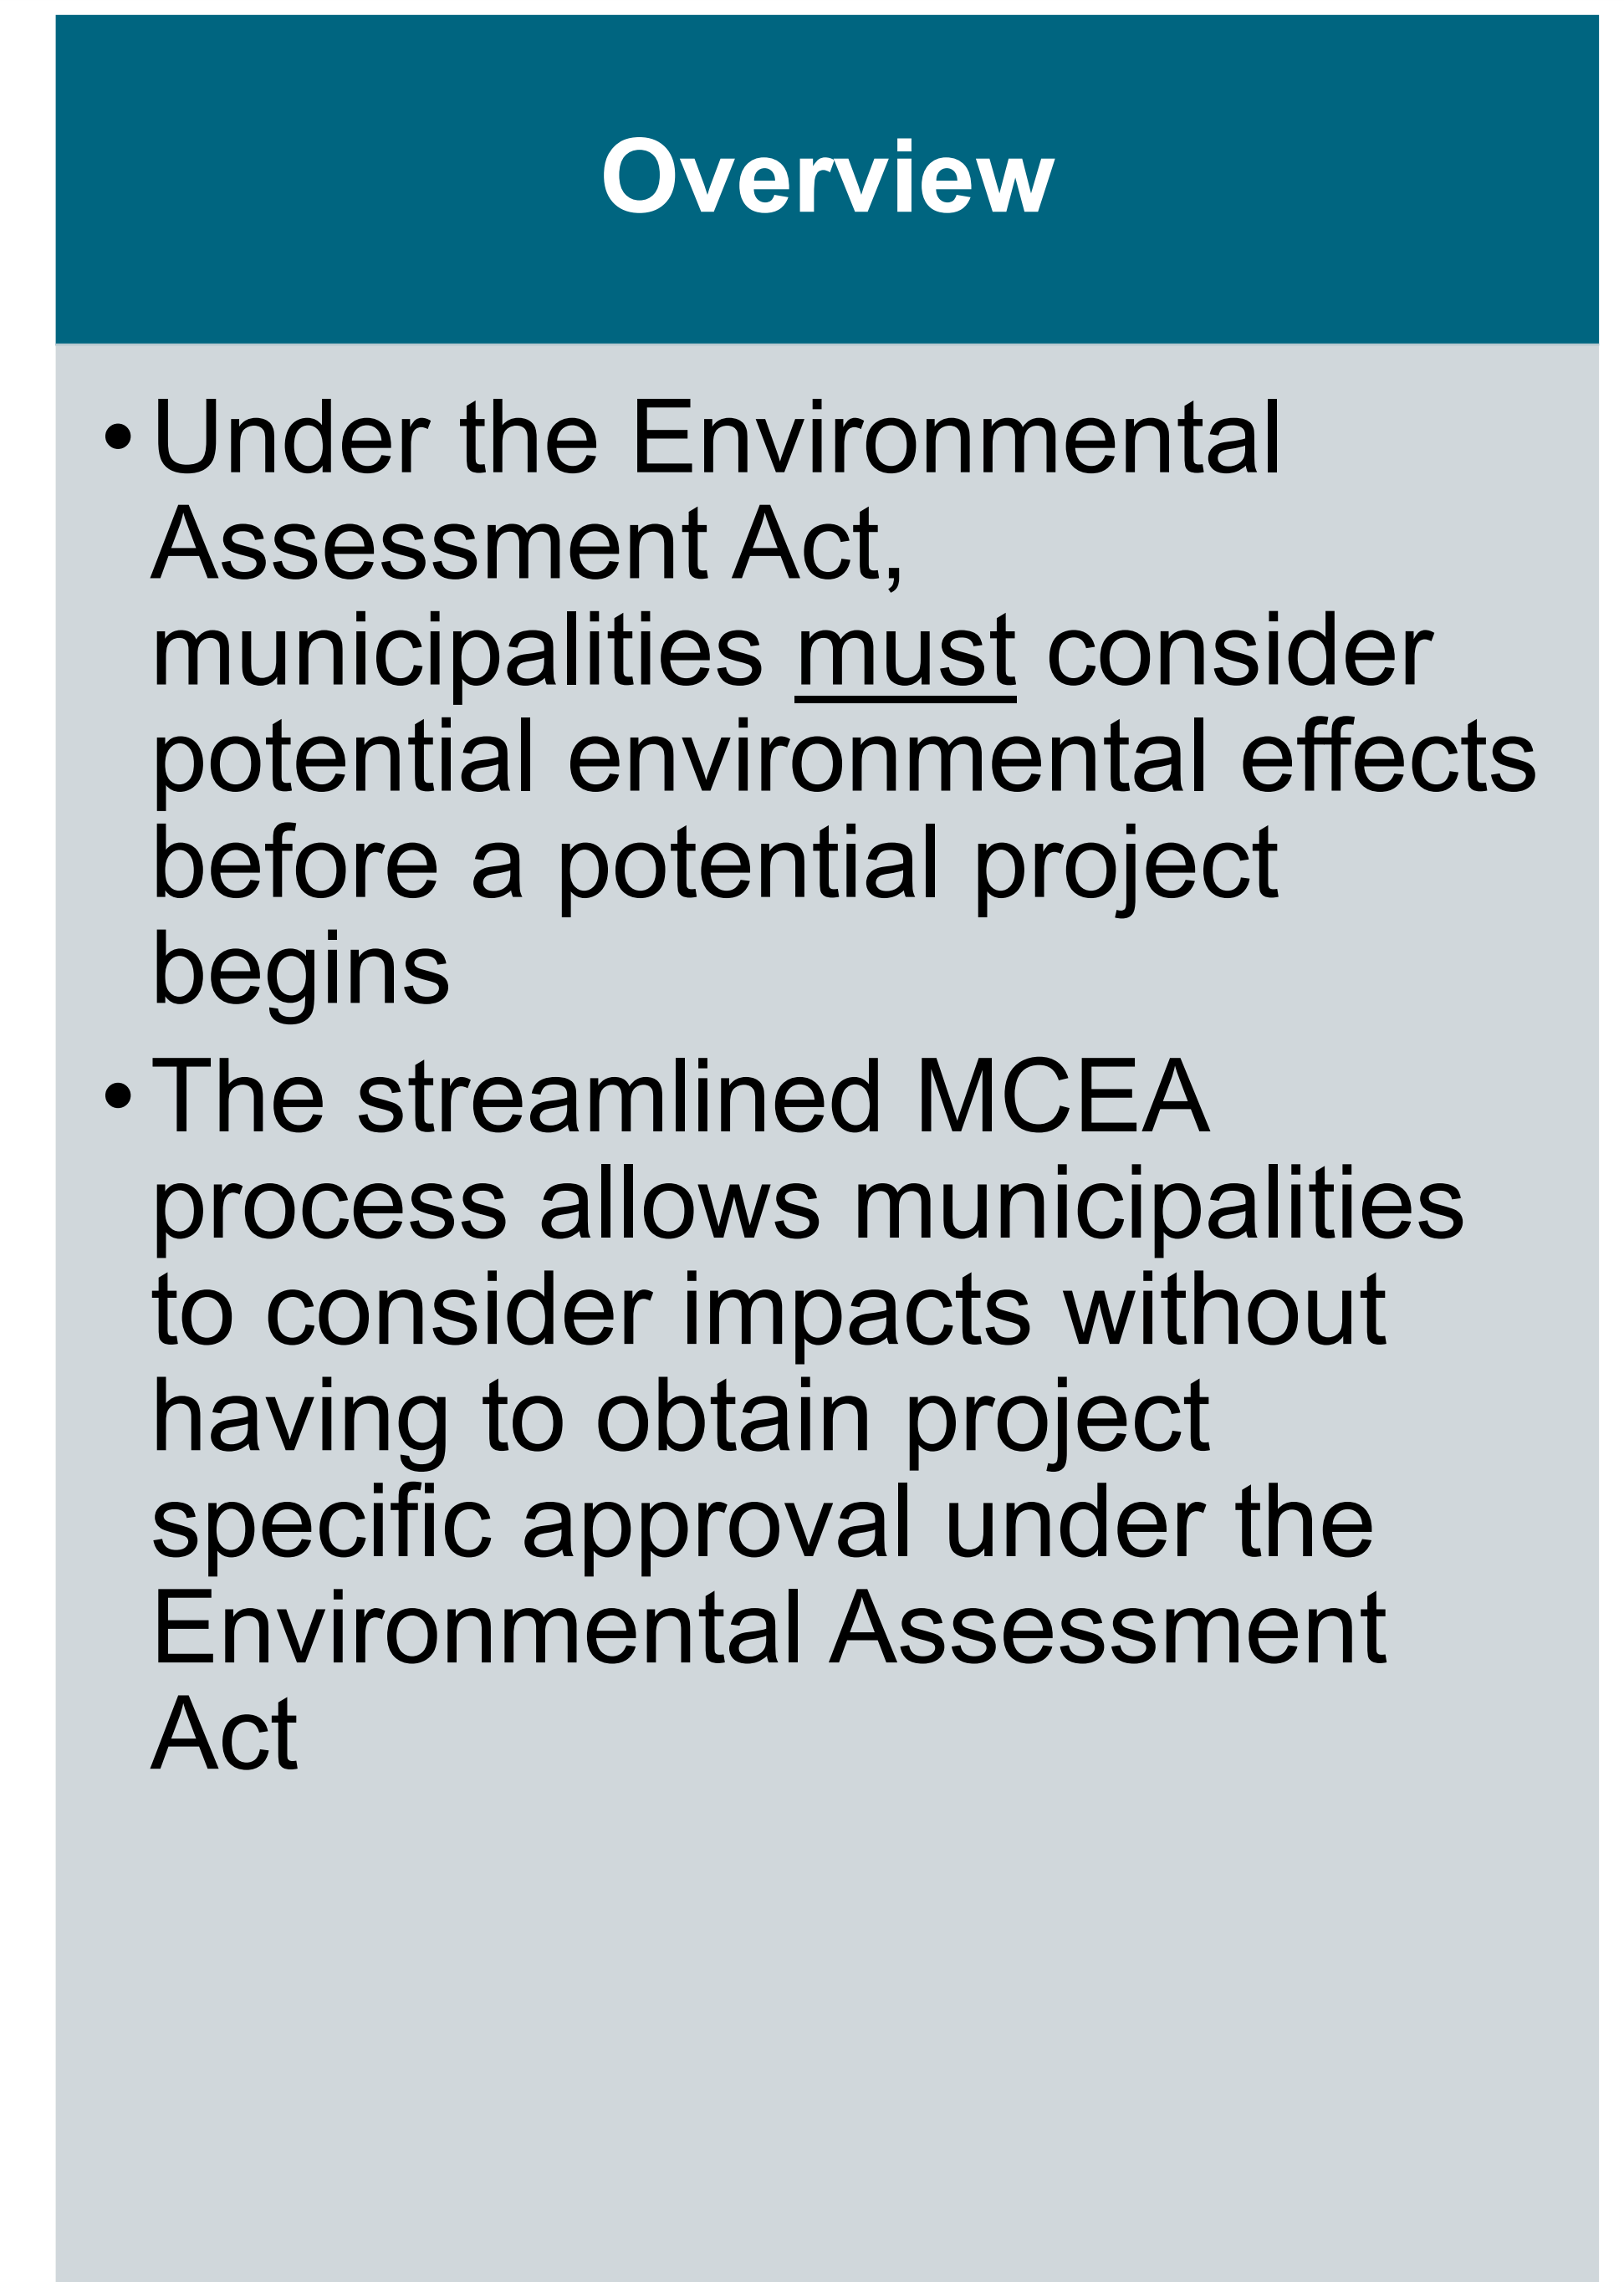 Overview
• Under the Environmental
Assessment Act,
municipalities must consider
potential environmental effects
before a potential project
begins
• The streamlined MCEA
process allows municipalities
to consider impacts without
having to obtain project
specific approval under the
Environmental Assessment
Act